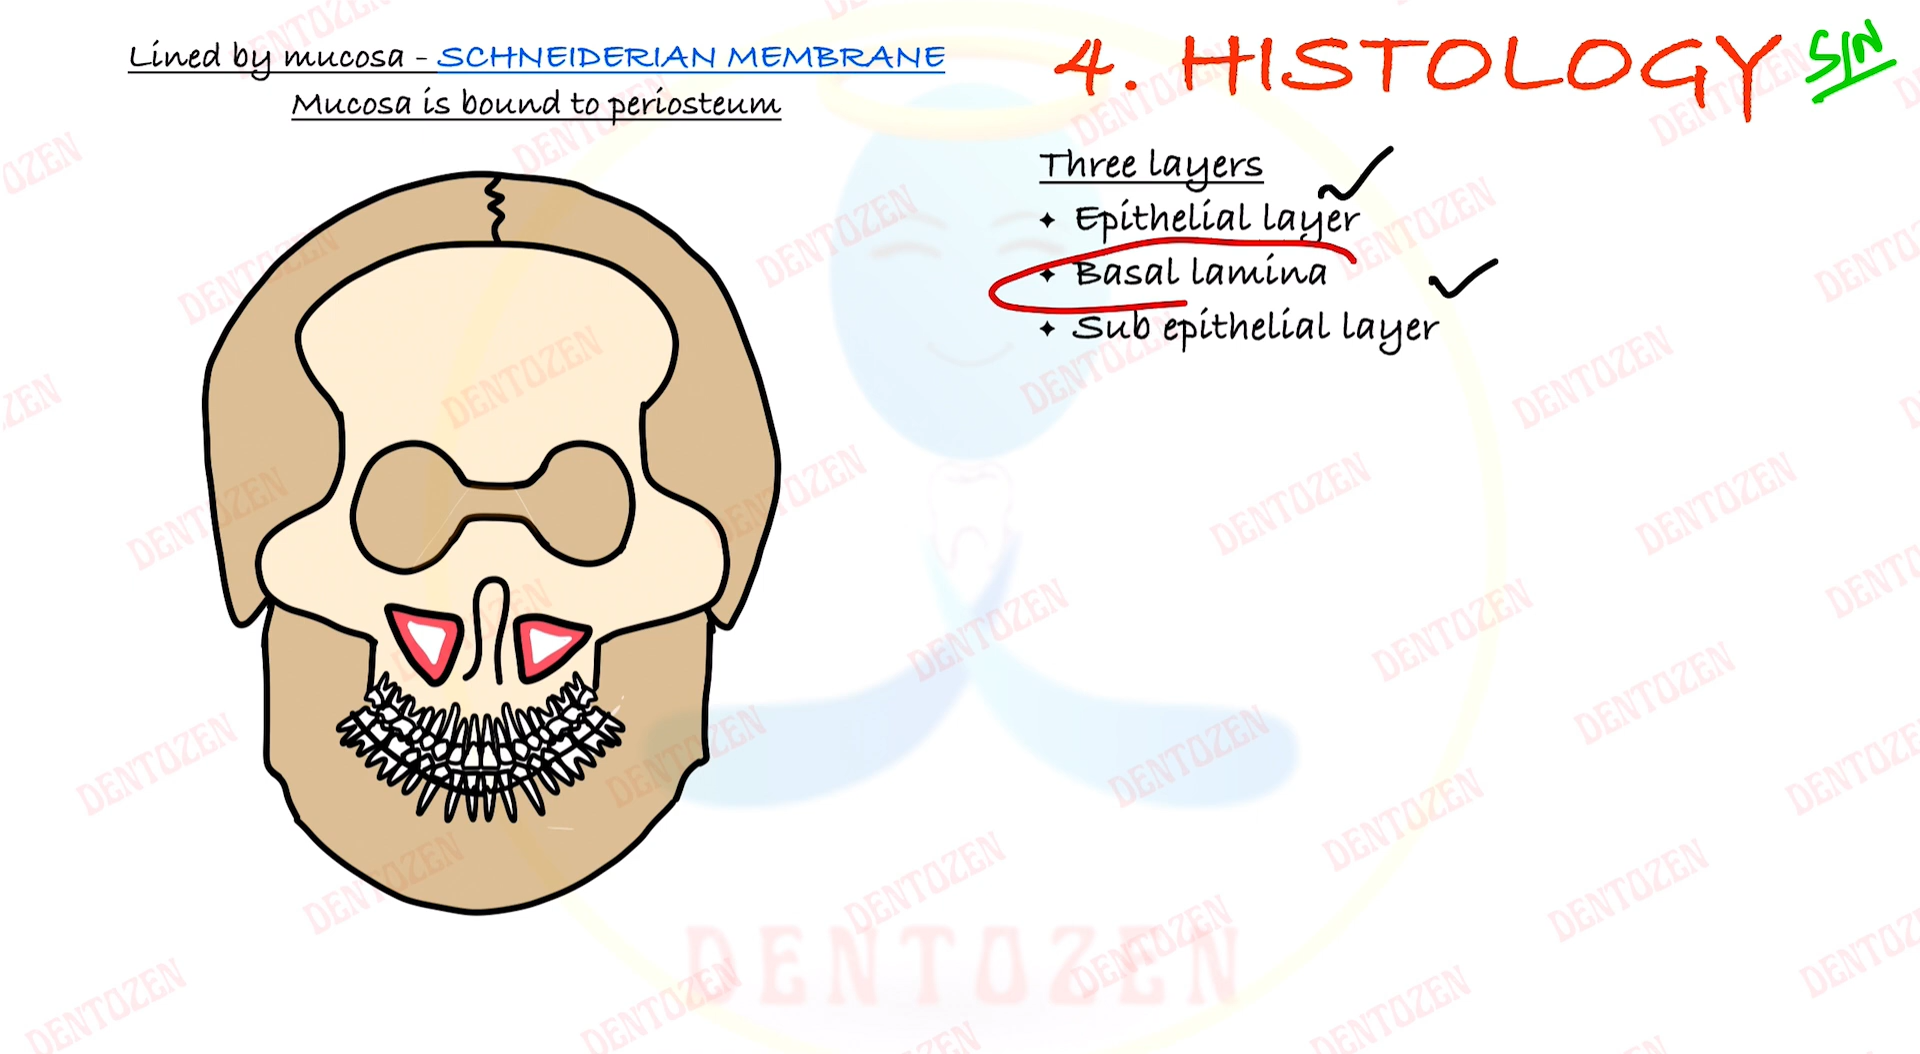 Lined by mucosa - SCHNEIDERIAN MEMBRANE
Mucosa is bound to periosteum
4. HISTOLOGY S/N
Three layers
✦ Epithelial layer
✦ Basal lamina
✦ Sub epithelial layer
DENTOZEN